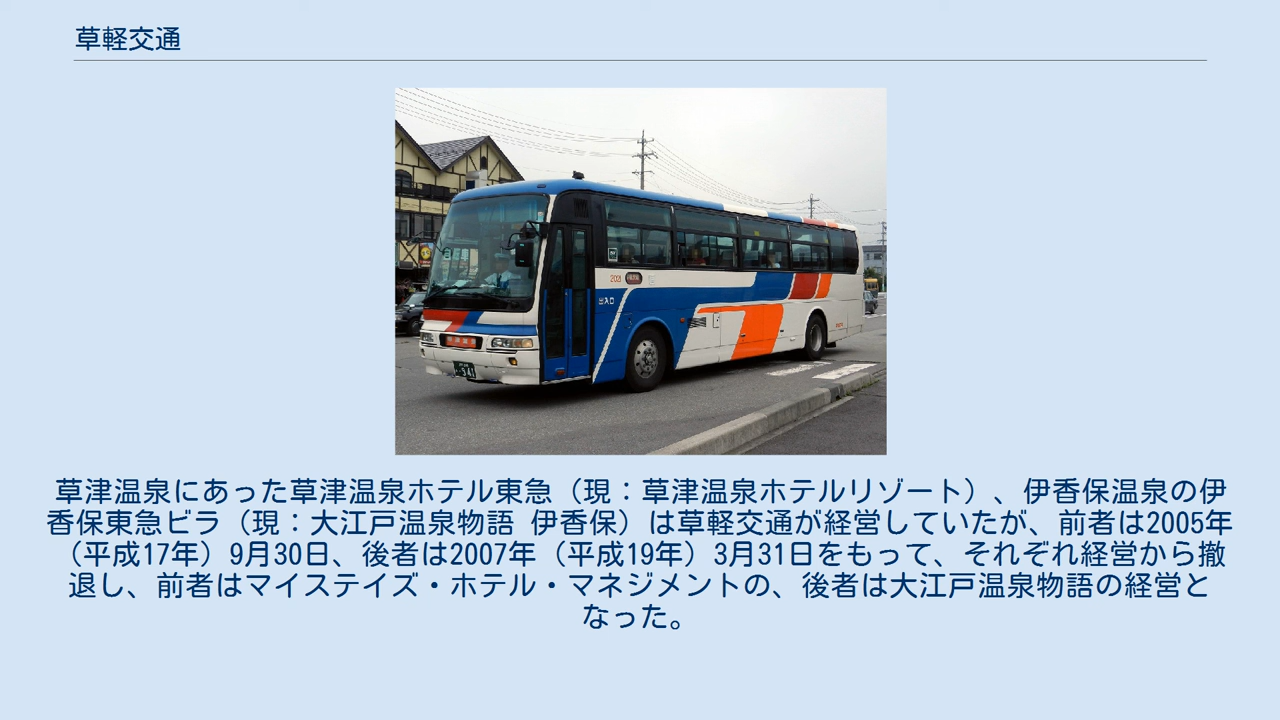 草軽交通
出入口
・341
草津温泉にあった草津温泉ホテル東急（現：草津温泉ホテルリゾート）、伊香保温泉の伊
香保東急ビラ（現：大江戸温泉物語 伊香保）は草軽交通が経営していたが、前者は2005年
（平成17年）9月30日、後者は2007年（平成19年）3月31日をもって、それぞれ経営から撤
退し、前者はマイステイズ・ホテル・マネジメントの、後者は大江戸温泉物語の経営と
なった。